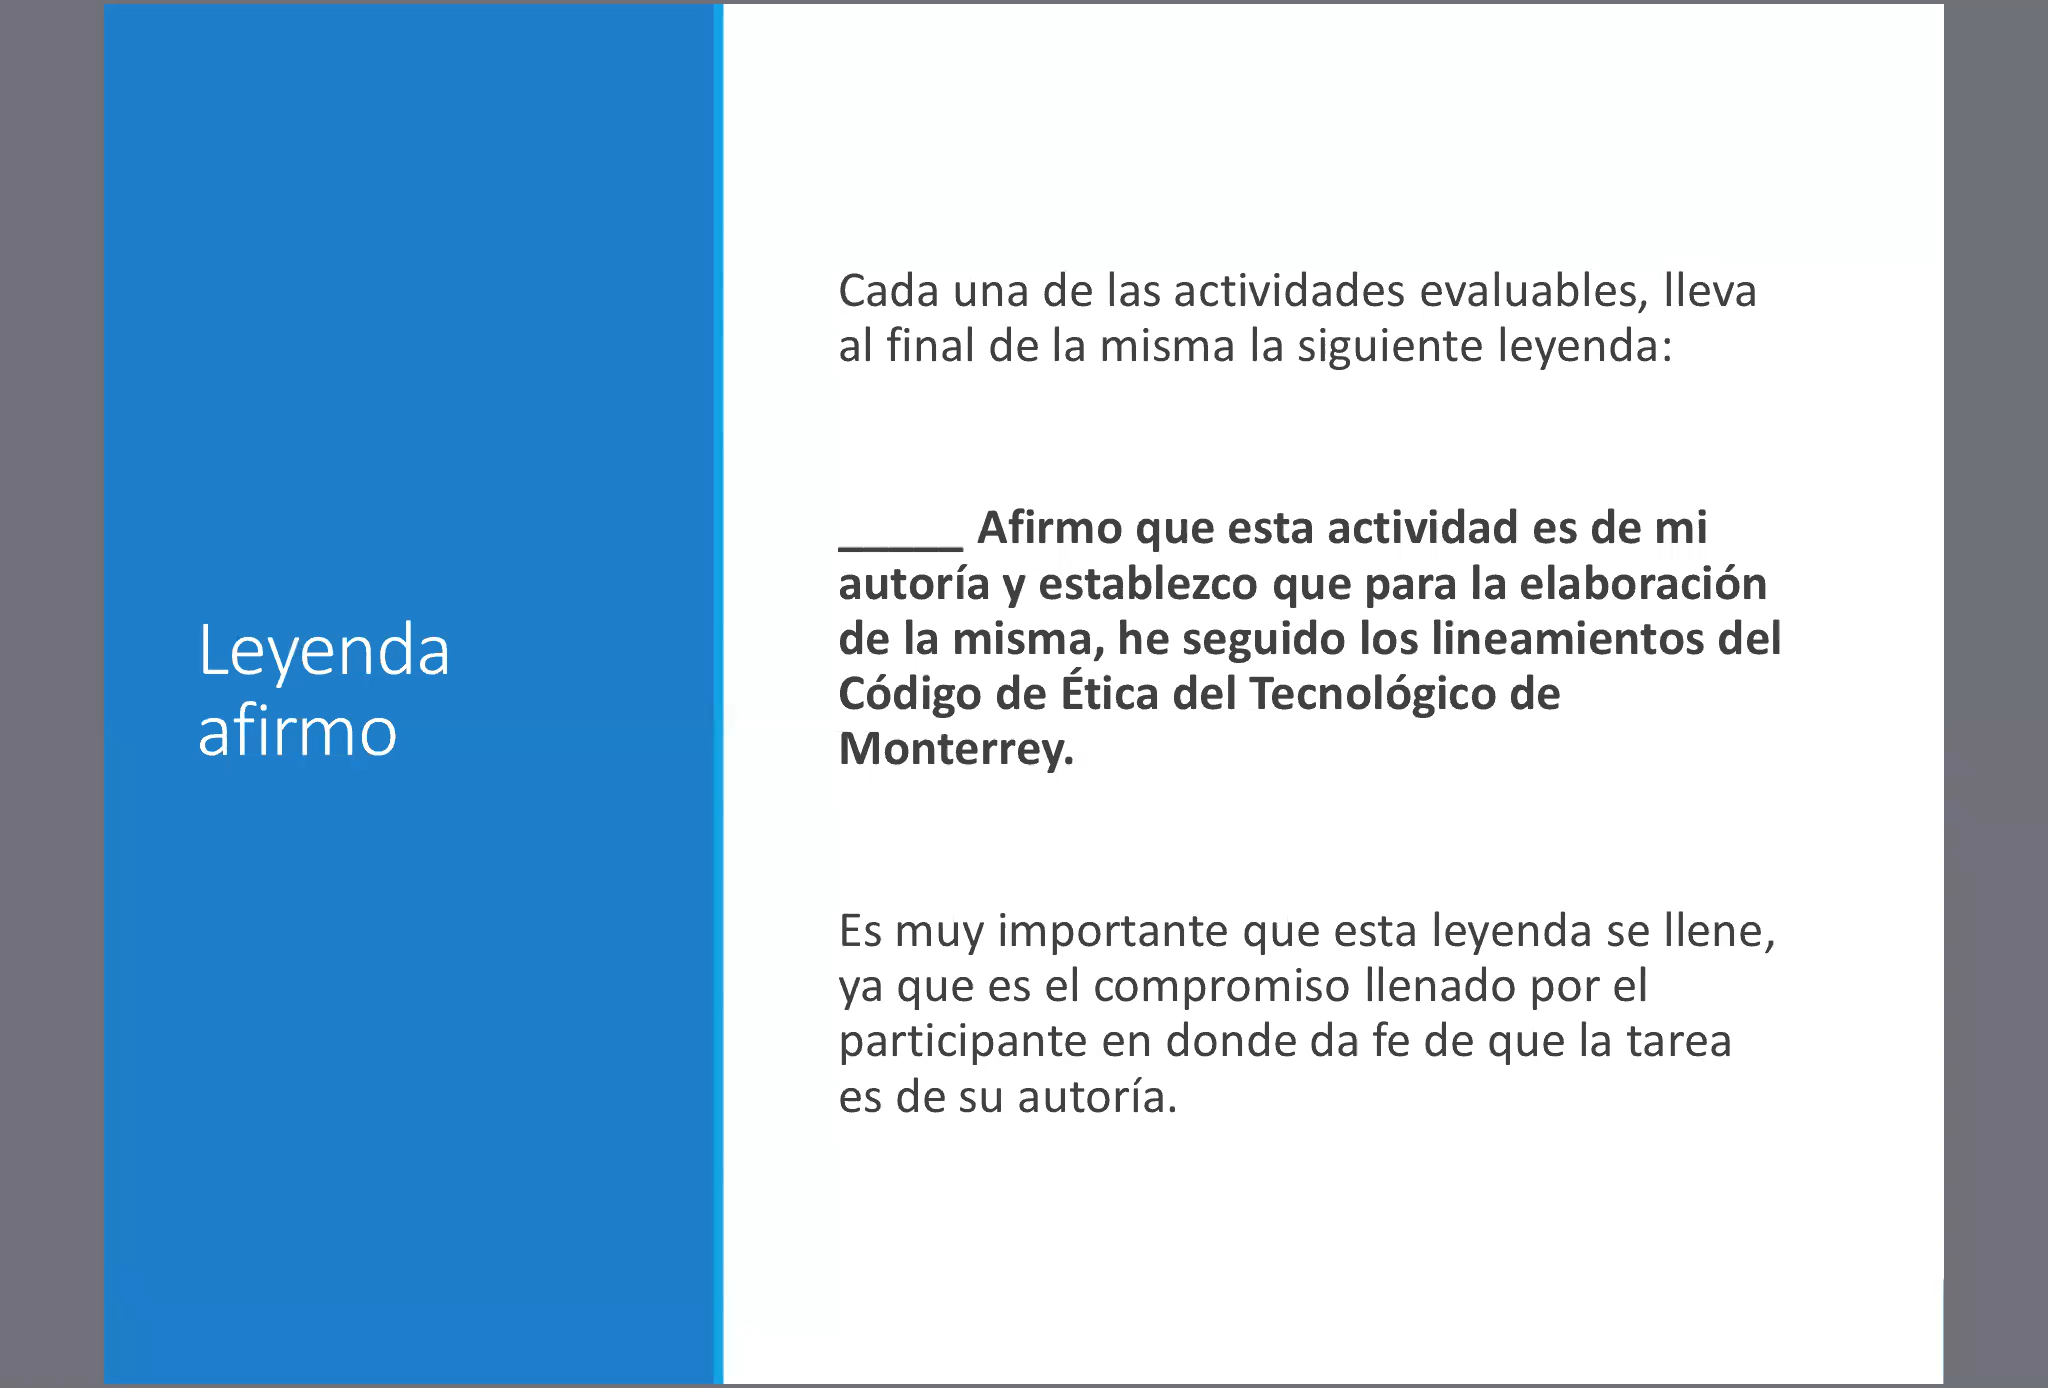 Leyenda
afirmo
Cada una de las actividades evaluables, lleva
al final de la misma la siguiente leyenda:
_____ Afirmo que esta actividad es de mi
autoría y establezco que para la elaboración
de la misma, he seguido los lineamientos del
Código de Ética del Tecnológico de
Monterrey.
Es muy importante que esta leyenda se llene,
ya que es el compromiso llenado por el
participante en donde da fe de que la tarea
es de su autoría.